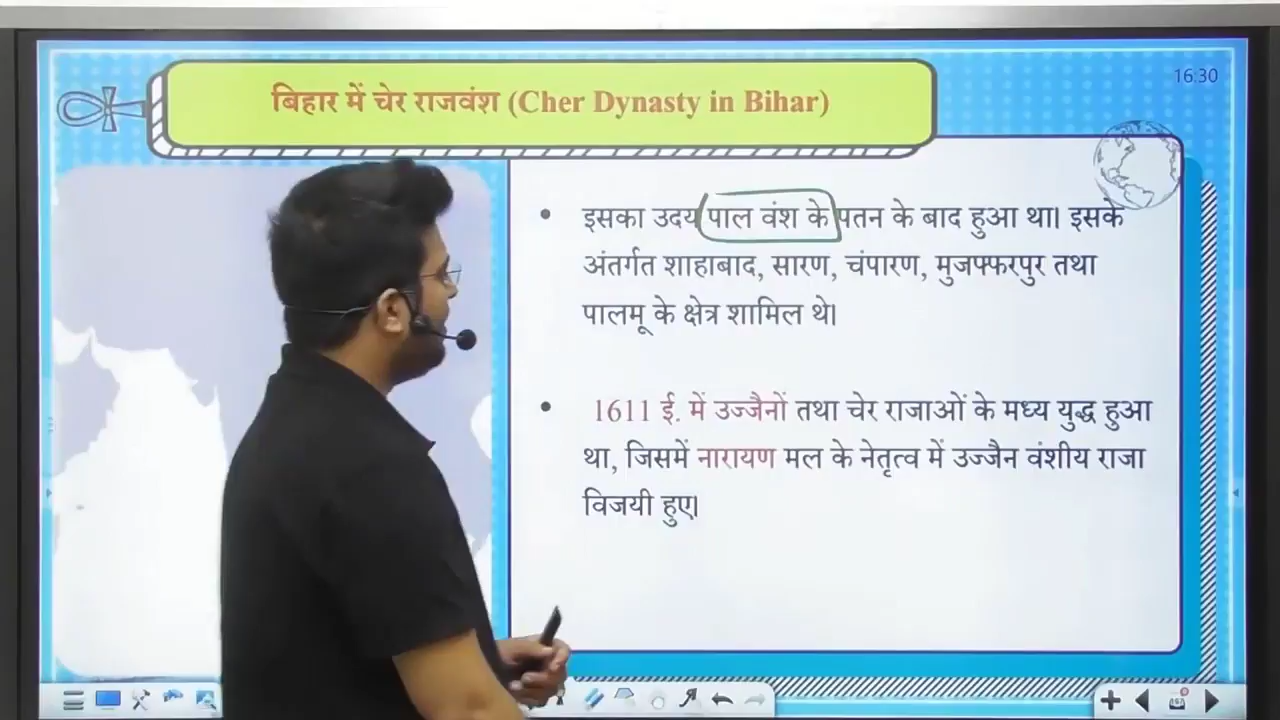 16:30
बिहार में चेर राजवंश (Cher Dynasty in Bihar)
इसका उदय पाल वंश के पतन के बाद हुआ था। इसके
अंतर्गत शाहाबाद, सारण, चंपारण, मुजफ्फरपुर तथा
पालमू के क्षेत्र शामिल थे।
1611 ई. में उज्जैनों तथा चेर राजाओं के मध्य युद्ध हुआ
था, जिसमें नारायण मल के नेतृत्व में उज्जैन वंशीय राजा
विजयी हुए।